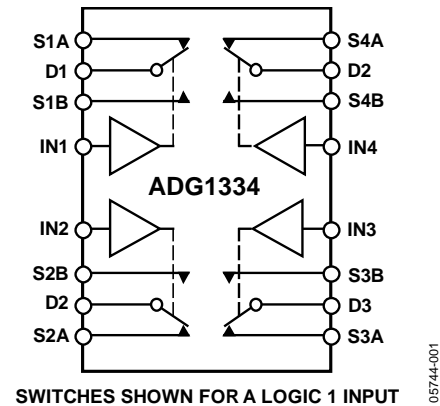 S1A
D1
S1B
IN1
S4A
D2
S4B
IN4
ADG1334
IN2
S2B
D2
S2A
IN3
S3B
D3
S3A
SWITCHES SHOWN FOR A LOGIC 1 INPUT
05744-001